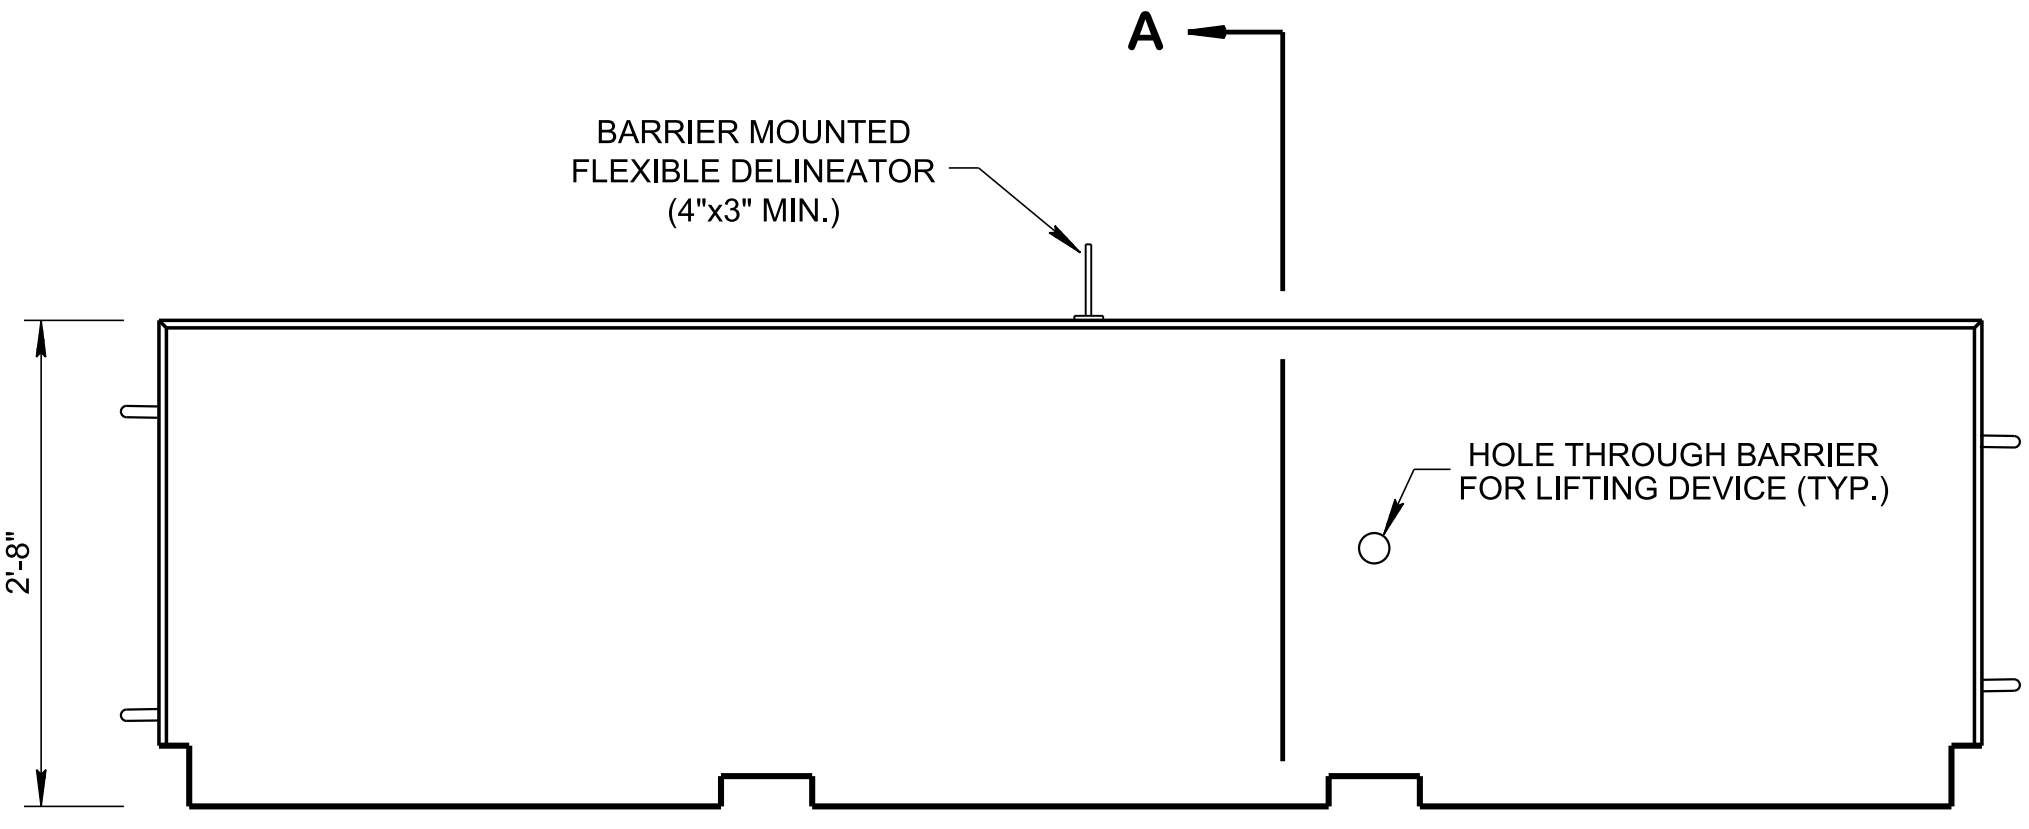 A
BARRIER MOUNTED
FLEXIBLE DELINEATOR
(4"x3" MIN.)
HOLE THROUGH BARRIER
FOR LIFTING DEVICE (TYP.)
2'-8"